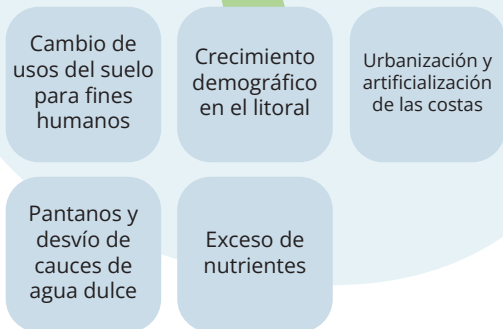 Cambio de
usos del suelo
para fines
humanos
Crecimiento
demográfico
en el litoral
Urbanización y
artificialización
de las costas
Pantanos y
desvío de
cauces de
agua dulce
Exceso de
nutrientes